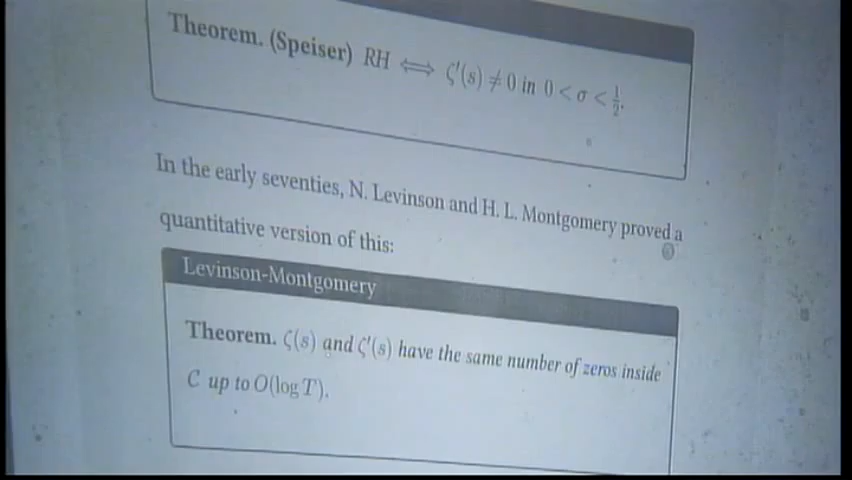 Theorem. (Speiser) RH ⟺ ζ′(s) ≠ 0 in 0 < σ < 1/2.
In the early seventies, N. Levinson and H. L. Montgomery proved a
quantitative version of this:
Levinson-Montgomery
Theorem. ζ(s) and ζ′(s) have the same number of zeros inside
C up to O(log T).